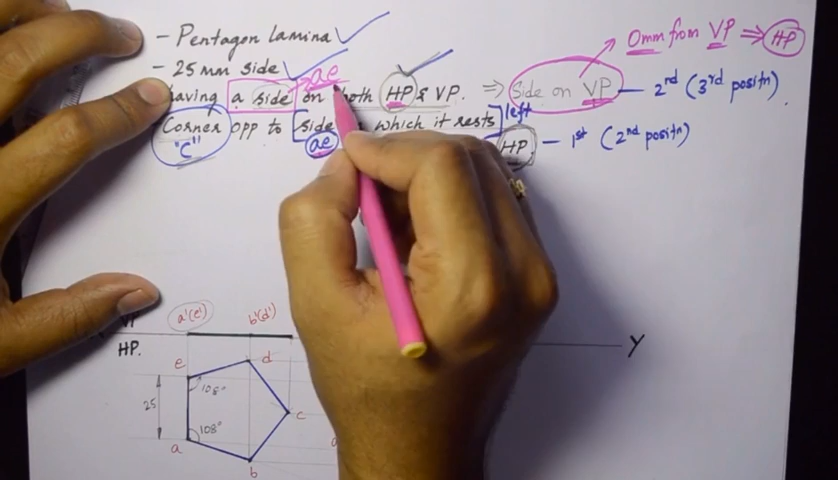 - Pentagon Lamina
- 25 mm side
ae
0mm from VP ⇒ HP
having a side on both HP & VP. ⇒ Side on VP — 2nd (3rd positn).
Corner opp to side which it rests left
"C" ae HP — 1st (2nd positn)
a'(e') b'(d')
VP
HP. Y
e d
108°
25 c
108°
a
b